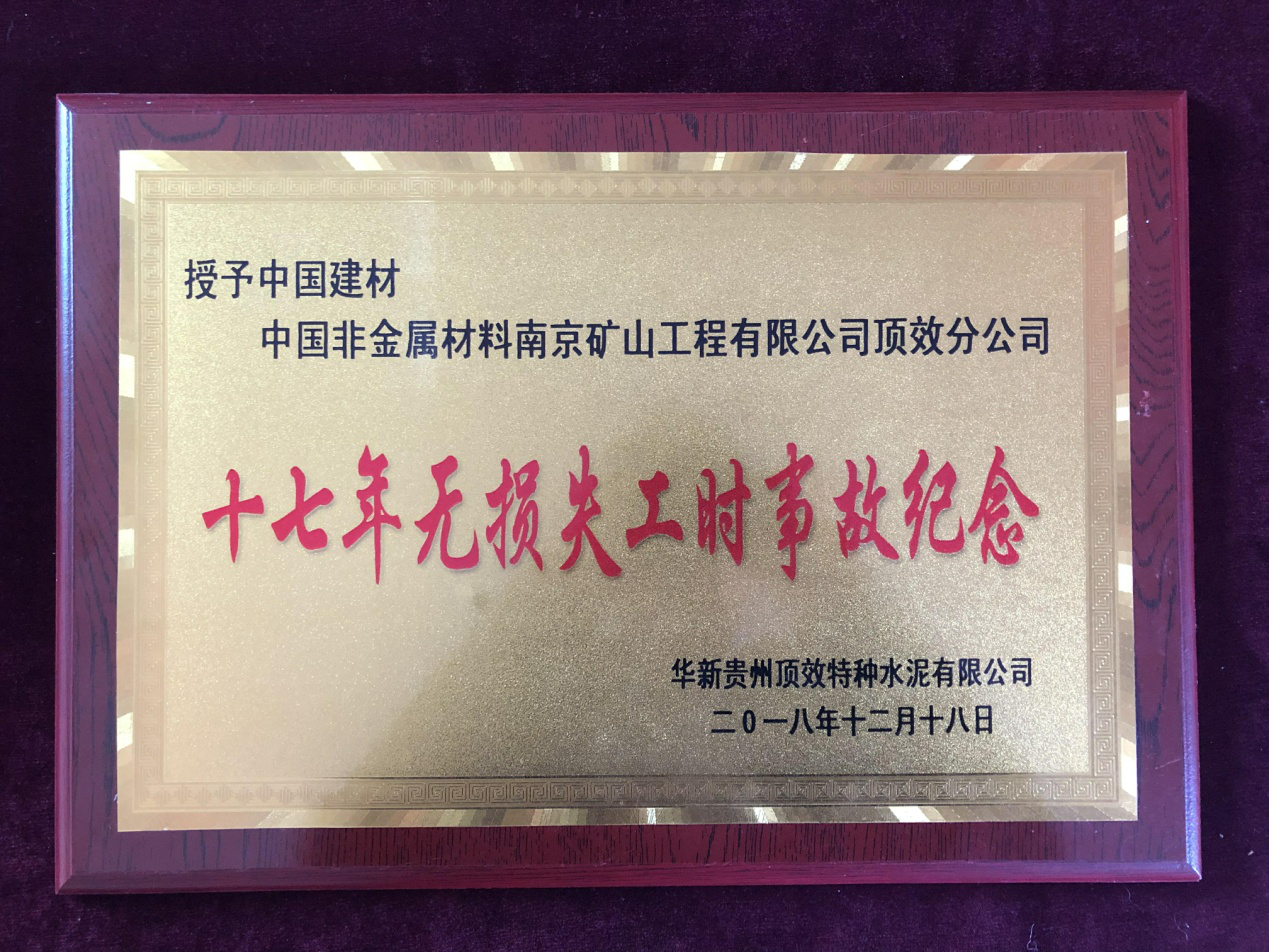 授予中国建材
中国非金属材料南京矿山工程有限公司顶效分公司
十七年无损失工时事故纪念
华新贵州顶效特种水泥有限公司
二0一八年十二月十八日